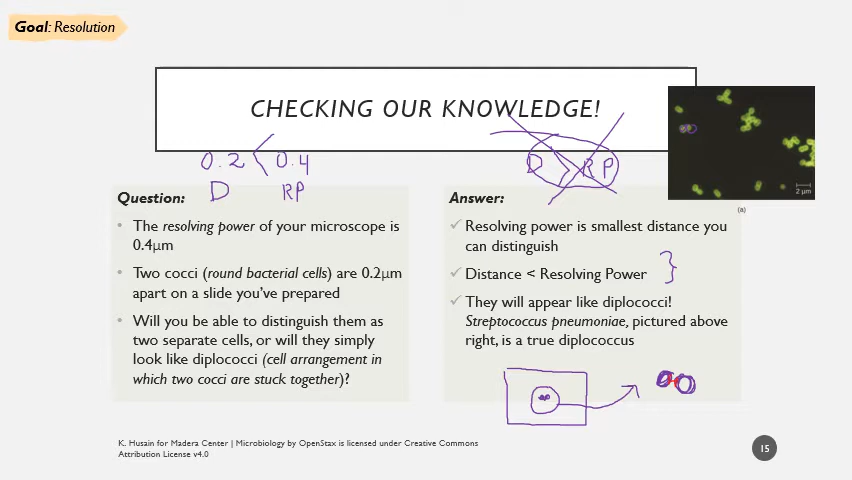 Goal: Resolution
CHECKING OUR KNOWLEDGE!
0.2 < 0.4
D RP
D > RP
2 μm
(a)
Question:
• The resolving power of your microscope is
0.4μm
• Two cocci (round bacterial cells) are 0.2μm
apart on a slide you've prepared
• Will you be able to distinguish them as
two separate cells, or will they simply
look like diplococci (cell arrangement in
which two cocci are stuck together)?
Answer:
✓ Resolving power is smallest distance you
can distinguish
✓ Distance < Resolving Power
✓ They will appear like diplococci!
Streptococcus pneumoniae, pictured above
right, is a true diplococcus
K. Husain for Madera Center | Microbiology by OpenStax is licensed under Creative Commons
Attribution License v4.0
15